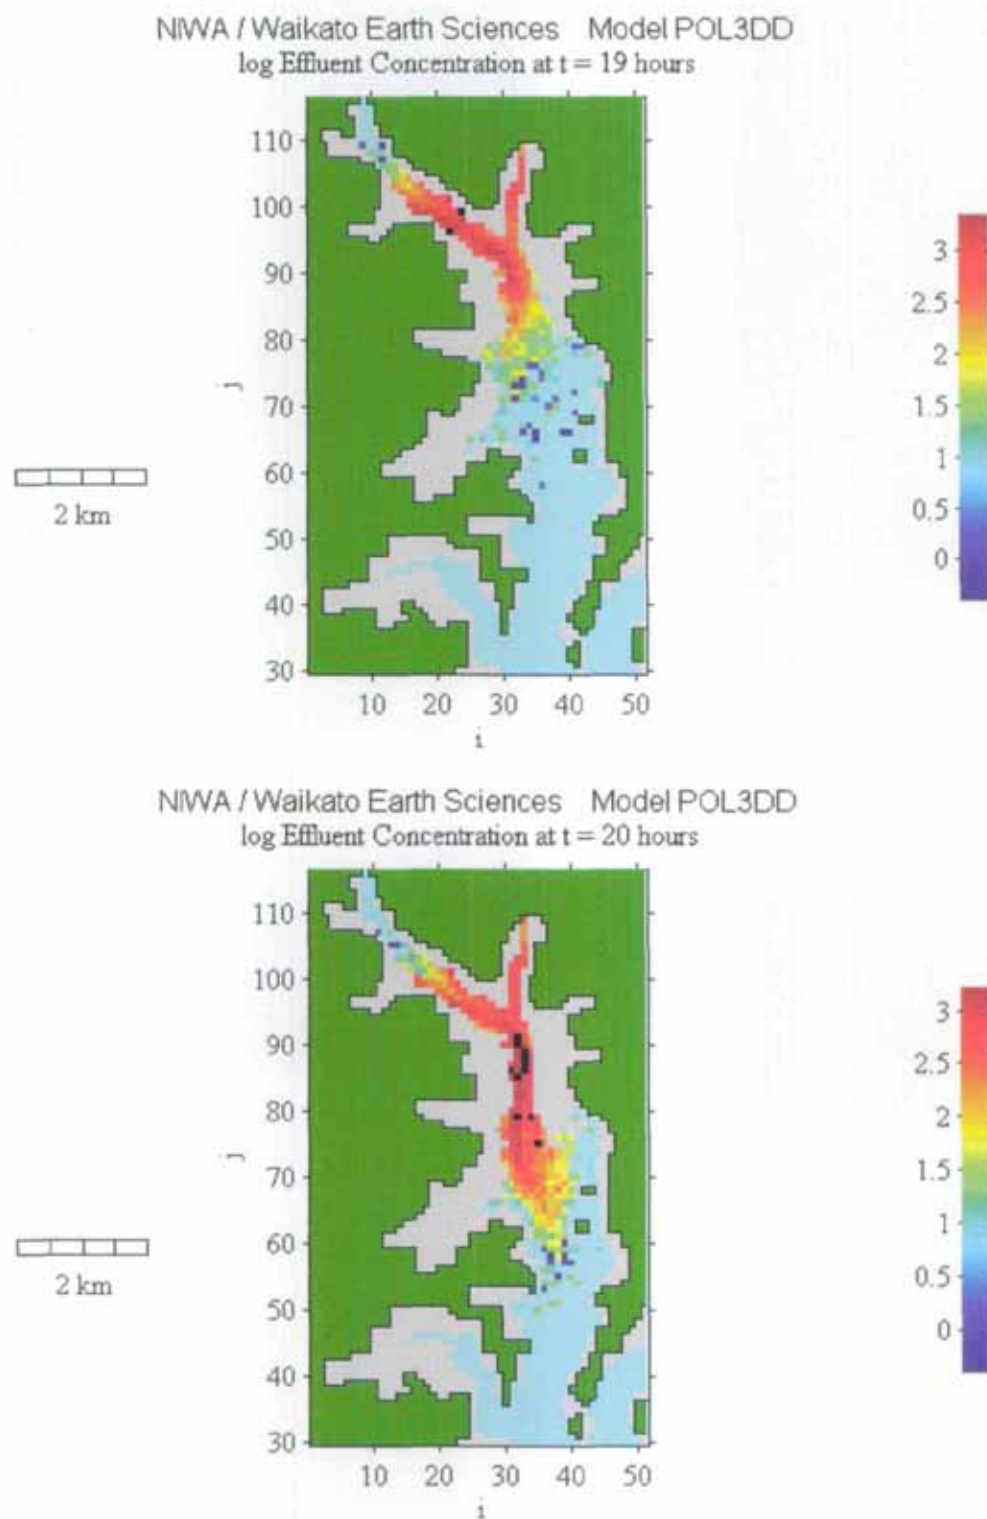 NIWA / Waikato Earth Sciences Model POL3DD
log Effluent Concentration at t = 19 hours
110
100
90
80
70
60
50
40
30
j
10 20 30 40 50
i
2 km
3
2.5
2
1.5
1
0.5
0
NIWA / Waikato Earth Sciences Model POL3DD
log Effluent Concentration at t = 20 hours
110
100
90
80
70
60
50
40
30
j
10 20 30 40 50
i
2 km
3
2.5
2
1.5
1
0.5
0